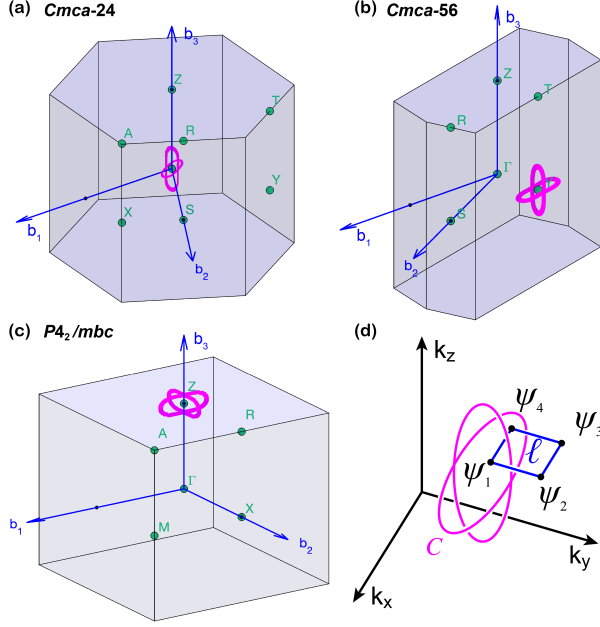 (a) Cmca-24
b3
Z
T
A
R
Y
X
S
b1
b2
(b) Cmca-56
b3
Z
T
R
Γ
S
b1
b2
(c) P42/mbc
b3
Z
R
A
Γ
X
M
b1
b2
(d)
kz
ψ4
ψ3
ℓ
ψ1
ψ2
C
ky
kx